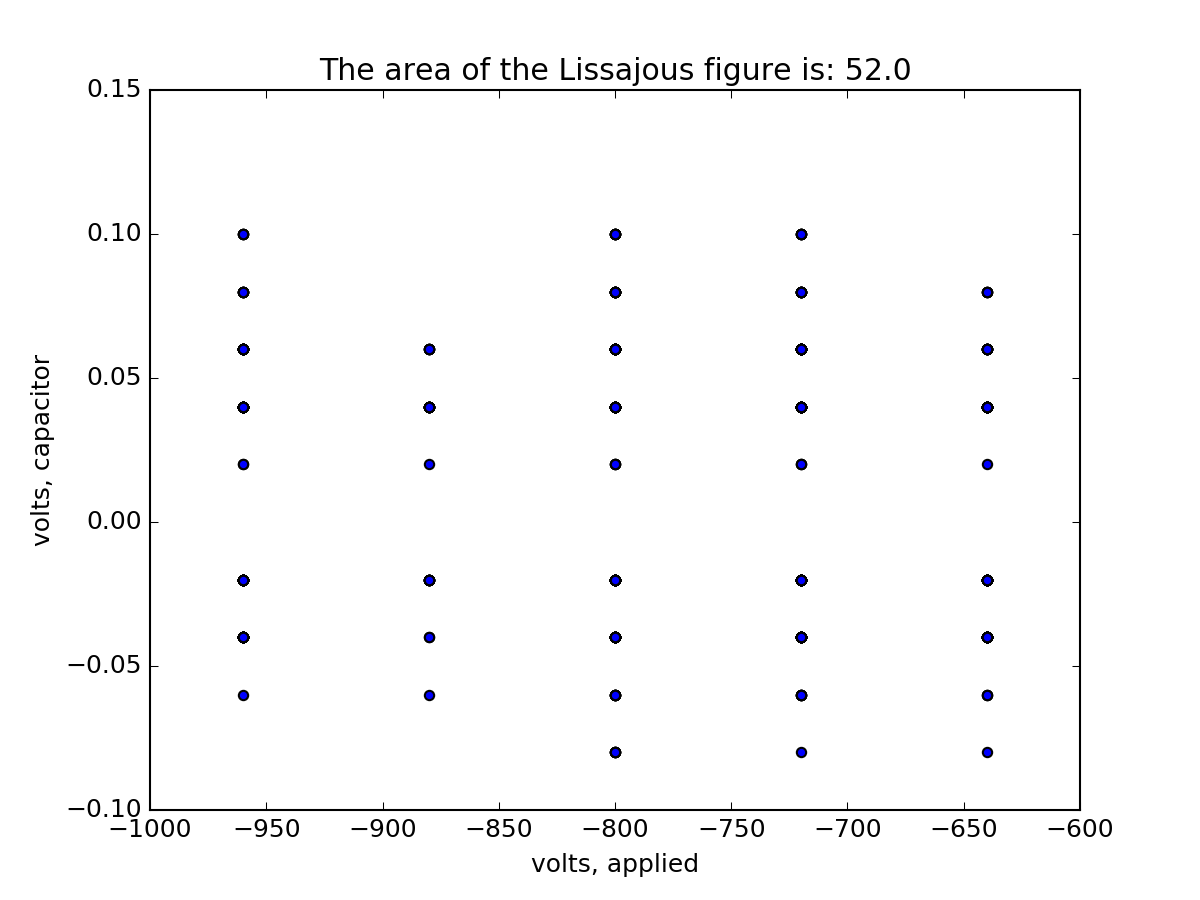 The area of the Lissajous figure is: 52.0
0.15
0.10
0.05
0.00
−0.05
−0.10
−1000 −950 −900 −850 −800 −750 −700 −650 −600
volts, applied
volts, capacitor